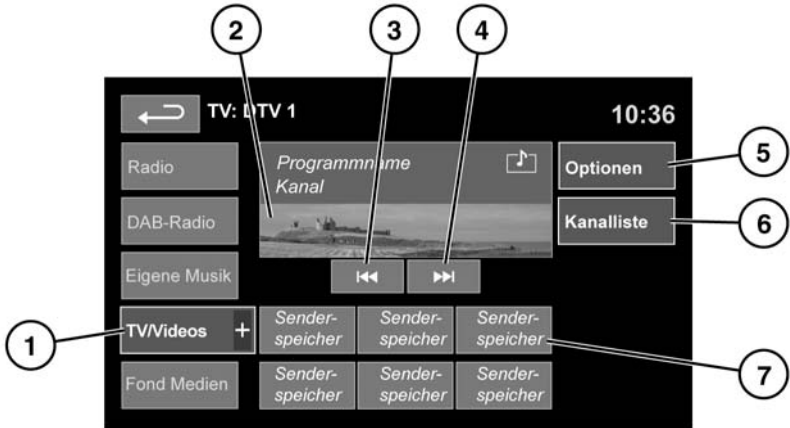 2
3
4
TV: DTV 1
10:36
Radio
Programmname
Kanal
Optionen
5
DAB-Radio
Kanalliste
6
Eigene Musik
1
TV/Videos +
Sender-
speicher
Sender-
speicher
Sender-
speicher
7
Fond Medien
Sender-
speicher
Sender-
speicher
Sender-
speicher